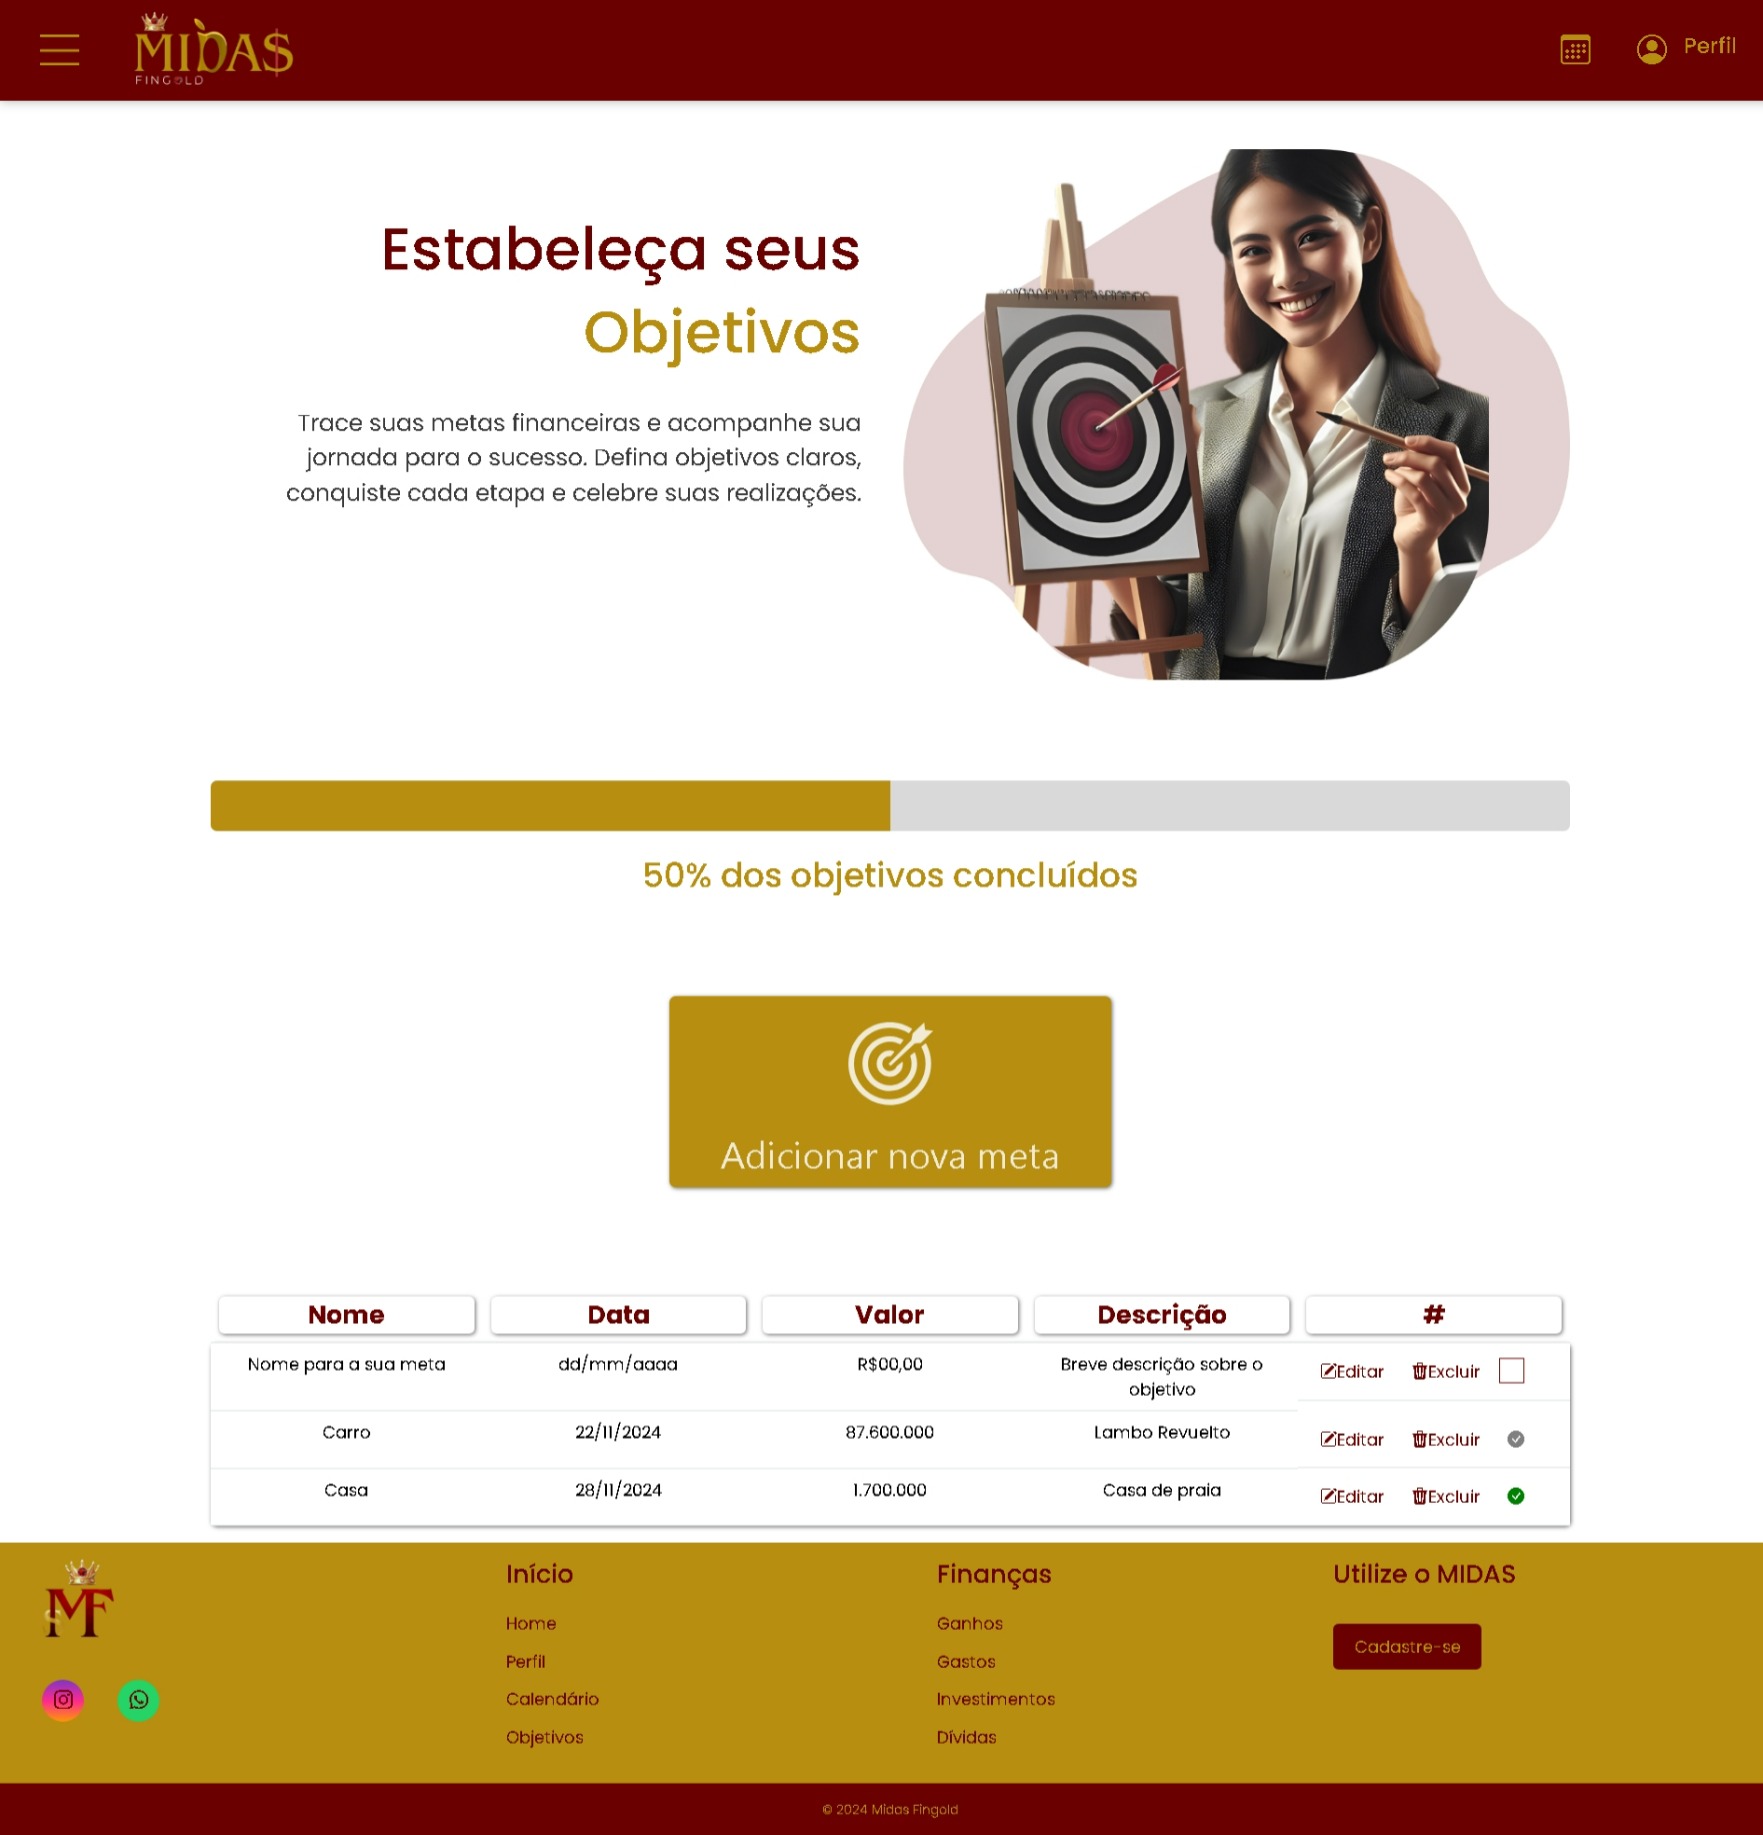 MIDAS
FINGOLD
Perfil
Estabeleça seus
Objetivos
Trace suas metas financeiras e acompanhe sua
jornada para o sucesso. Defina objetivos claros,
conquiste cada etapa e celebre suas realizações.
50% dos objetivos concluídos
Adicionar nova meta
Nome Data Valor Descrição #
Nome para a sua meta dd/mm/aaaa R$00,00 Breve descrição sobre o
objetivo
Editar Excluir
Carro 22/11/2024 87.600.000 Lambo Revuelto Editar Excluir
Casa 28/11/2024 1.700.000 Casa de praia Editar Excluir
MF
Início
Home
Perfil
Calendário
Objetivos
Finanças
Ganhos
Gastos
Investimentos
Dívidas
Utilize o MIDAS
Cadastre-se
© 2024 Midas Fingold